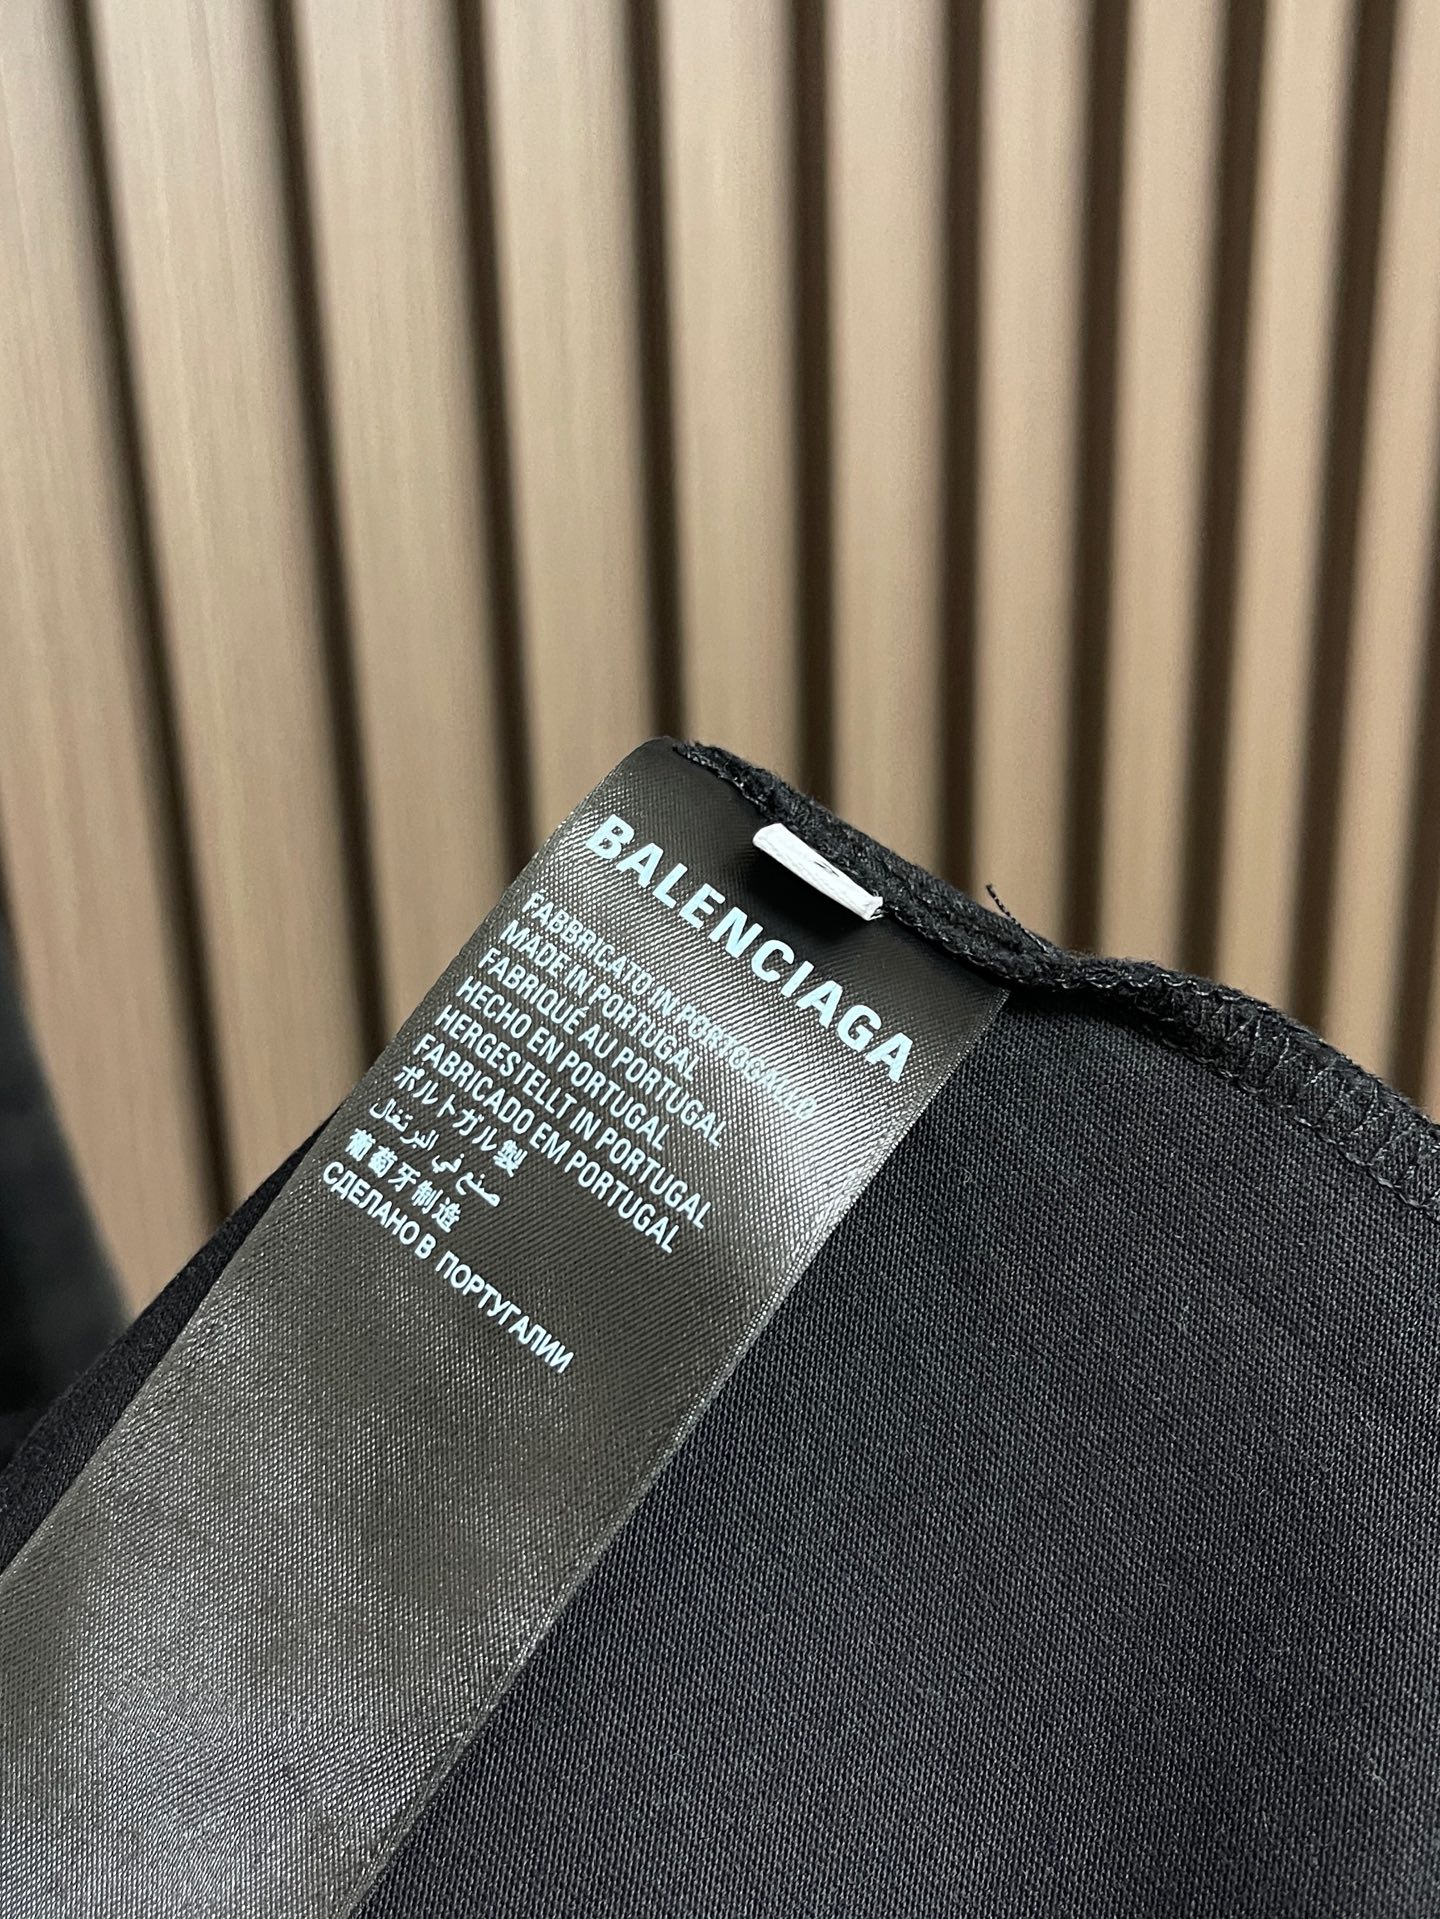 BALENCIAGA
FABBRICATO IN PORTOGALLO
MADE IN PORTUGAL
FABRIQUÉ AU PORTUGAL
HECHO EN PORTUGAL
HERGESTELLT IN PORTUGAL
FABRICADO EM PORTUGAL
ポルトガル製
صنع في البرتغال
葡萄牙制造
СДЕЛАНО В ПОРТУГАЛИИ